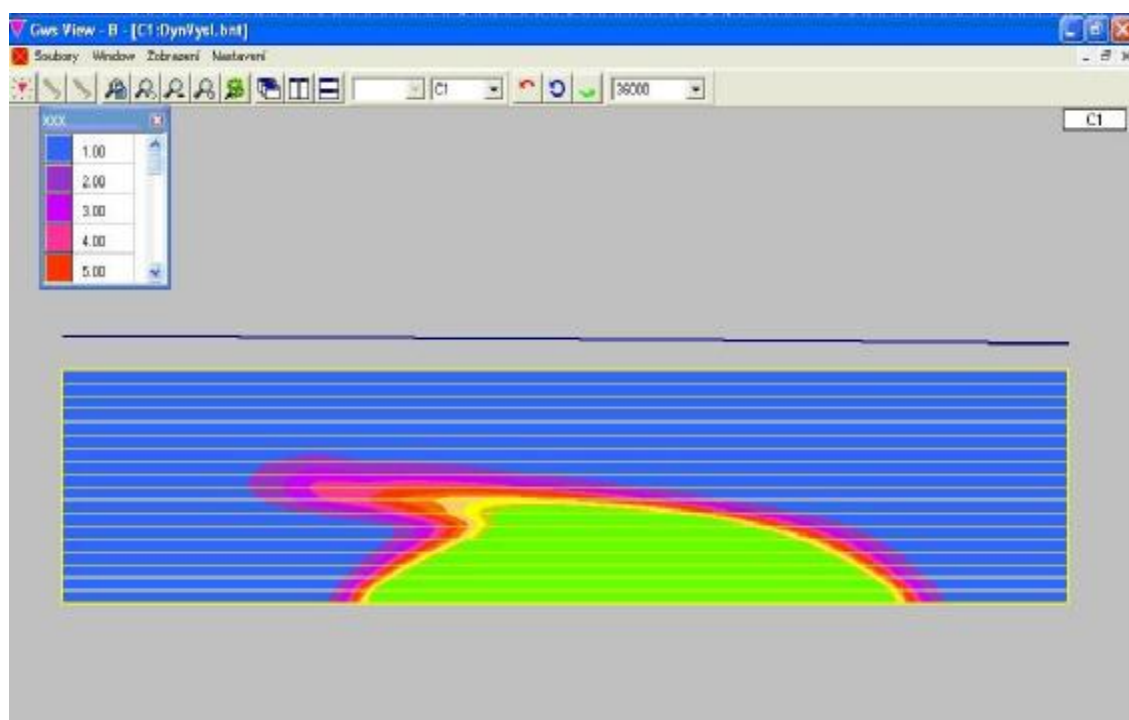 Gws View - B - [C1:DynVysl.bnt]
Soubory Window Zobrazení Nastavení
C1 36000
XXX
C1
1.00
2.00
3.00
4.00
5.00